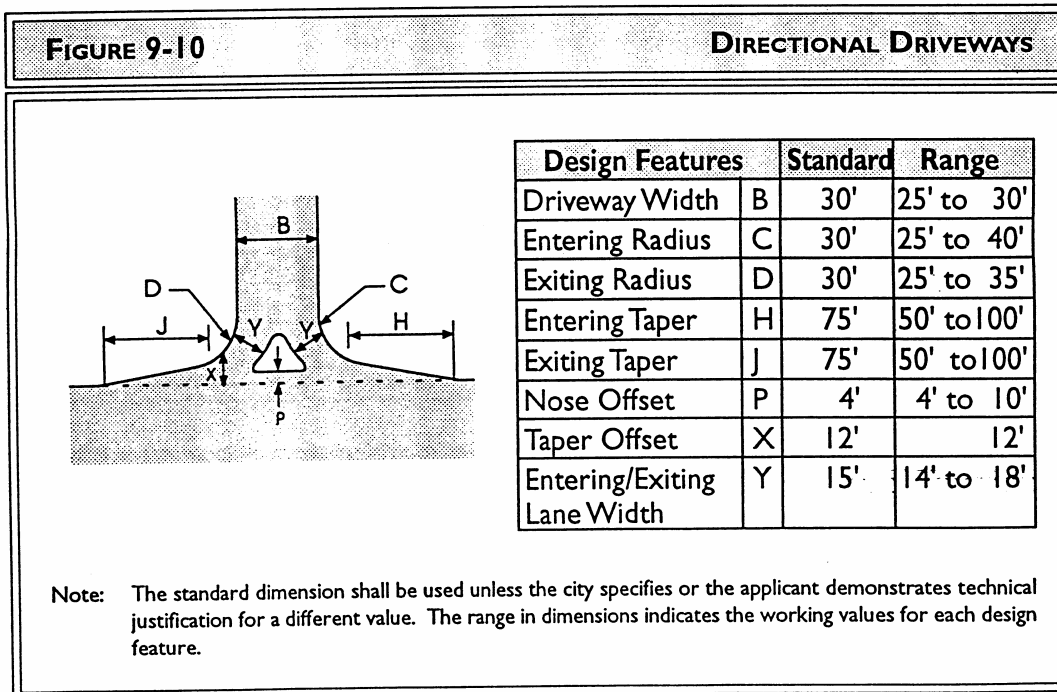 FIGURE 9-10
DIRECTIONAL DRIVEWAYS
B
D
C
J
Y
Y
H
X
P
Design Features Standard Range
Driveway Width B 30' 25' to 30'
Entering Radius C 30' 25' to 40'
Exiting Radius D 30' 25' to 35'
Entering Taper H 75' 50' to100'
Exiting Taper J 75' 50' to100'
Nose Offset P 4' 4' to 10'
Taper Offset X 12' 12'
Entering/Exiting Y 15' 14' to 18'
Lane Width
Note: The standard dimension shall be used unless the city specifies or the applicant demonstrates technical
justification for a different value. The range in dimensions indicates the working values for each design
feature.